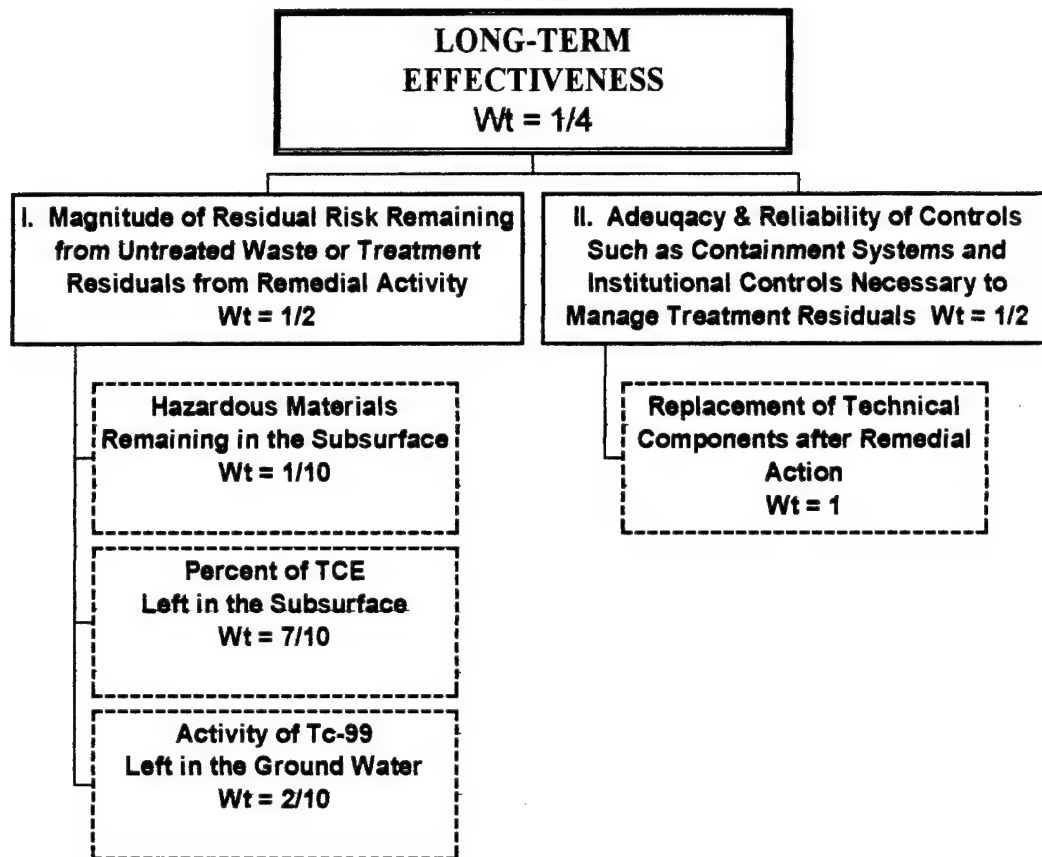 LONG-TERM
EFFECTIVENESS
Wt = 1/4
I. Magnitude of Residual Risk Remaining
from Untreated Waste or Treatment
Residuals from Remedial Activity
Wt = 1/2
II. Adeuqacy & Reliability of Controls
Such as Containment Systems and
Institutional Controls Necessary to
Manage Treatment Residuals Wt = 1/2
Hazardous Materials
Remaining in the Subsurface
Wt = 1/10
Replacement of Technical
Components after Remedial
Action
Wt = 1
Percent of TCE
Left in the Subsurface
Wt = 7/10
Activity of Tc-99
Left in the Ground Water
Wt = 2/10